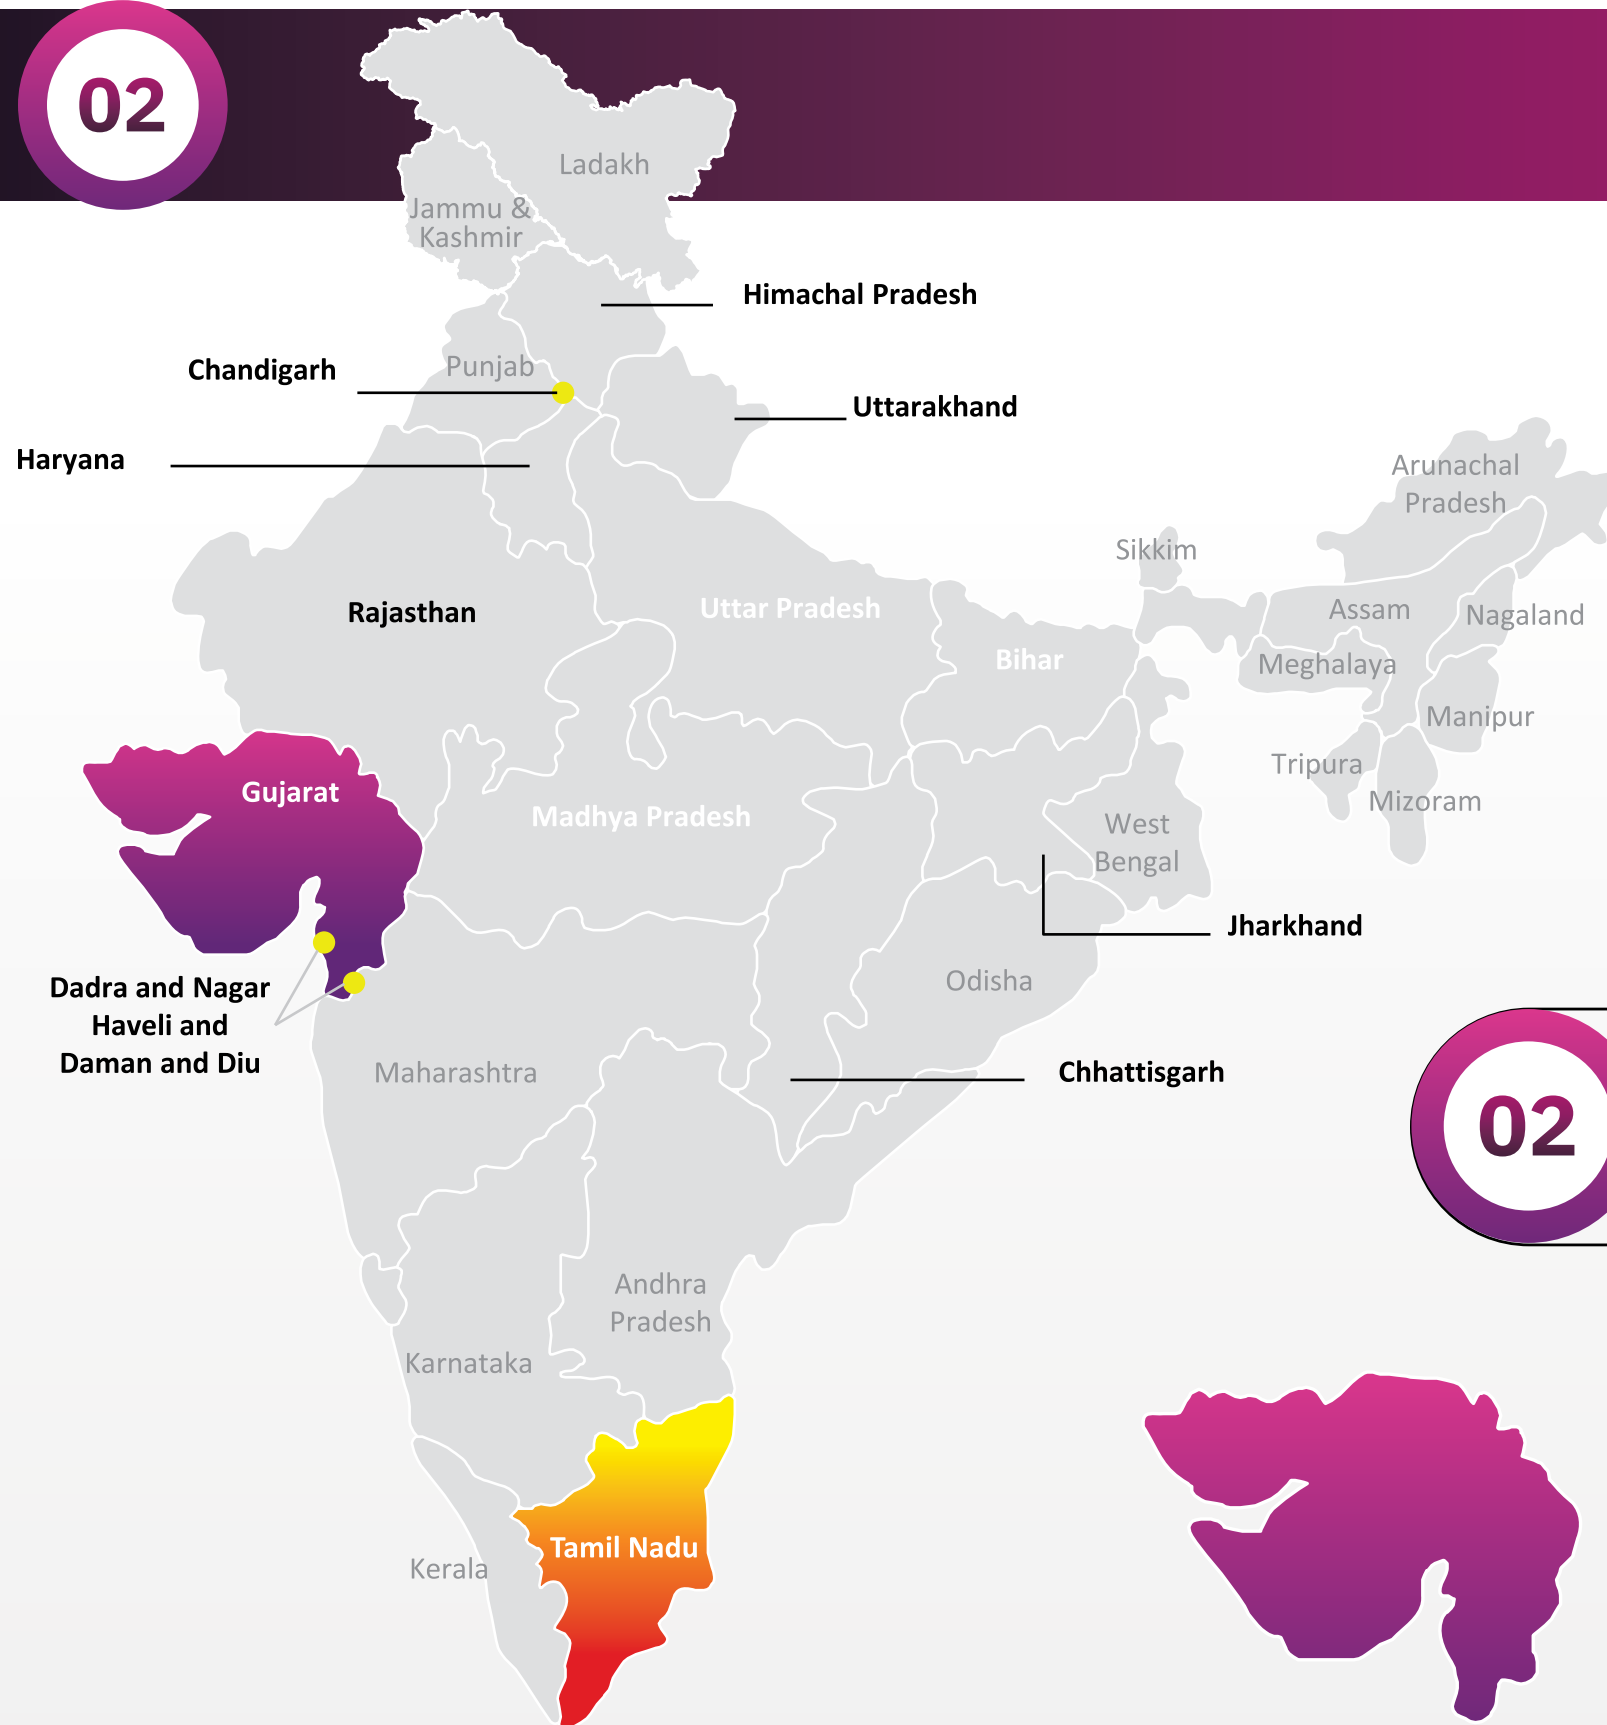 02
Ladakh
Jammu &
Kashmir
Himachal Pradesh
Punjab
Chandigarh
Uttarakhand
Haryana
Arunachal
Pradesh
Sikkim
Rajasthan
Uttar Pradesh
Assam
Nagaland
Bihar
Meghalaya
Manipur
Tripura
Gujarat
Mizoram
Madhya Pradesh
West
Bengal
Jharkhand
Odisha
Dadra and Nagar
Haveli and
Daman and Diu
Maharashtra
Chhattisgarh
02
Andhra
Pradesh
Karnataka
Tamil Nadu
Kerala